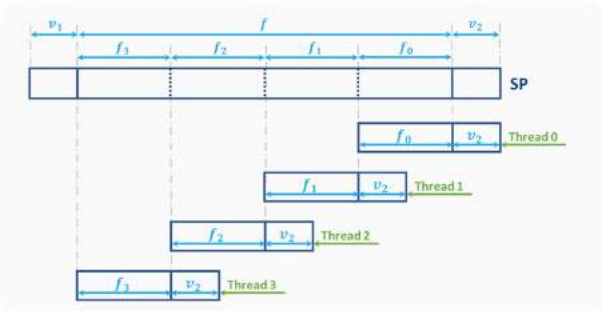 v₁ f v₂
f₃ f₂ f₁ f₀
SP
f₀ v₂ Thread 0
f₁ v₂ Thread 1
f₂ v₂ Thread 2
f₃ v₂ Thread 3